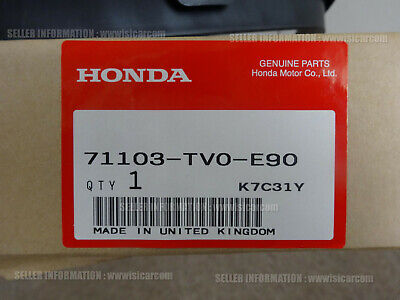 SELLER INFORMATION : www.isicar.com
SELLER INFORMATION : www.isicar.com
HONDA
GENUINE PARTS
Honda Motor Co., Ltd.
71103-TV0-E90
QTY 1
K7C31Y
MADE IN UNITED KINGDOM
SELLER INFORMATION : www.isicar.com
SELLER INFORMATION : www.isicar.com